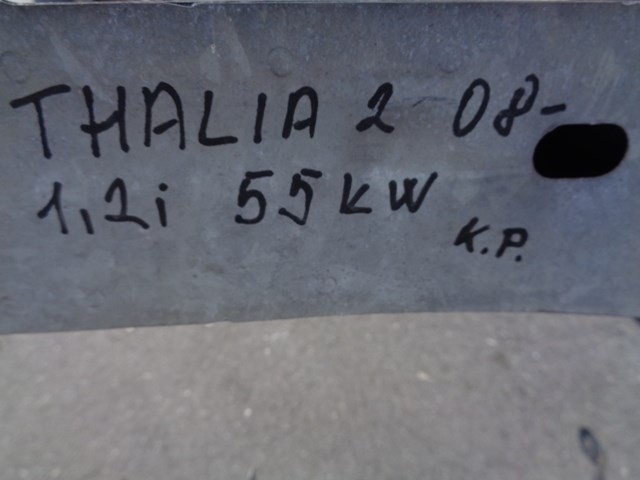 THALIA 2 08-
1,2i 55kW
K.P.